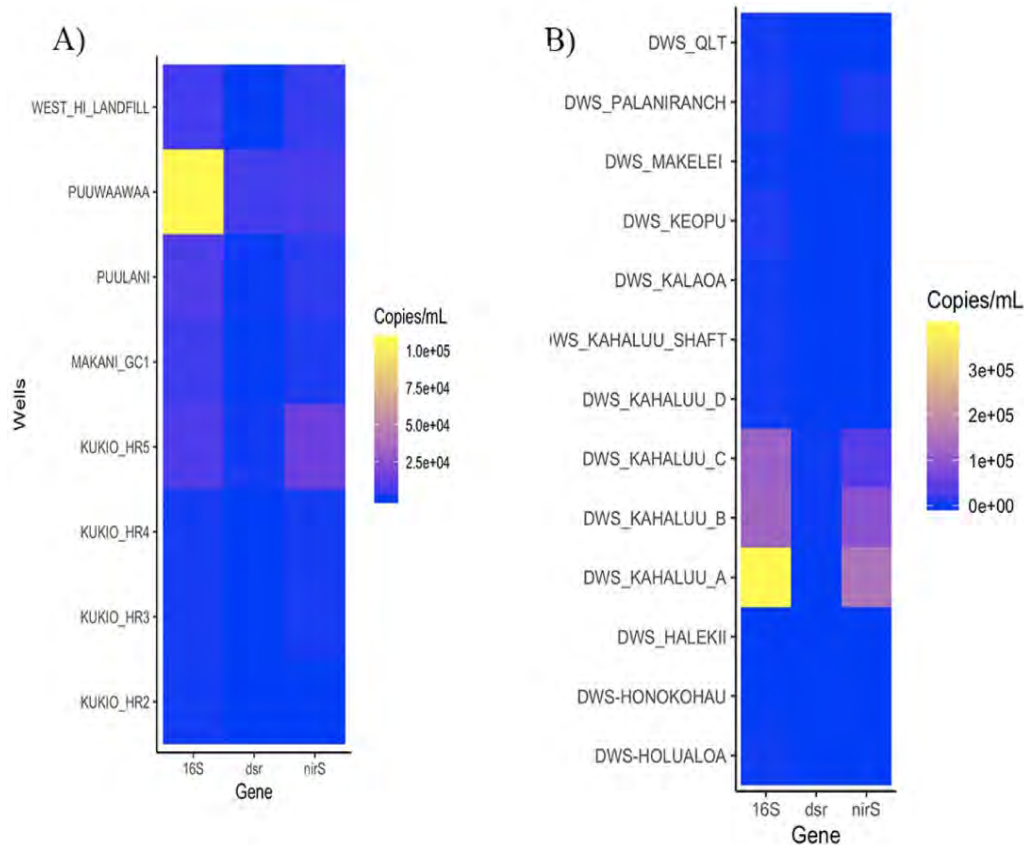 A)
WEST_HI_LANDFILL
PUUWAAWAA
PUULANI
MAKANI_GC1
KUKIO_HR5
KUKIO_HR4
KUKIO_HR3
KUKIO_HR2
Wells
16S dsr nirS
Gene
Copies/mL
1.0e+05
7.5e+04
5.0e+04
2.5e+04
B)
DWS_QLT
DWS_PALANIRANCH
DWS_MAKELEI
DWS_KEOPU
DWS_KALAOA
WS_KAHALUU_SHAFT
DWS_KAHALUU_D
DWS_KAHALUU_C
DWS_KAHALUU_B
DWS_KAHALUU_A
DWS_HALEKII
DWS-HONOKOHAU
DWS-HOLUALOA
16S dsr nirS
Gene
Copies/mL
3e+05
2e+05
1e+05
0e+00